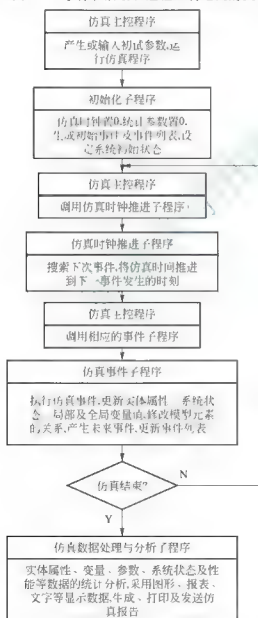 仿真主控程序
产生或输入初试参数,运
行仿真程序
初始化子程序
仿真时钟置0,统计参数置0,
生成初始事件及事件列表,设
定系统初始状态
仿真主控程序
调用仿真时钟推进子程序
仿真时钟推进子程序
搜索下次事件,将仿真时间推进
到下一事件发生的时刻
仿真主控程序
调用相应的事件子程序
仿真事件子程序
执行仿真事件,更新实体属性、系统状
态、局部及全局变量值,修改模型元素
的关系,产生未来事件,更新事件列表
仿真结束?
N
Y
仿真数据处理与分析子程序
实体属性、变量、参数、系统状态及性
能等数据的统计分析,采用图形、报表、
文字等显示数据,生成、打印及发送仿
真报告